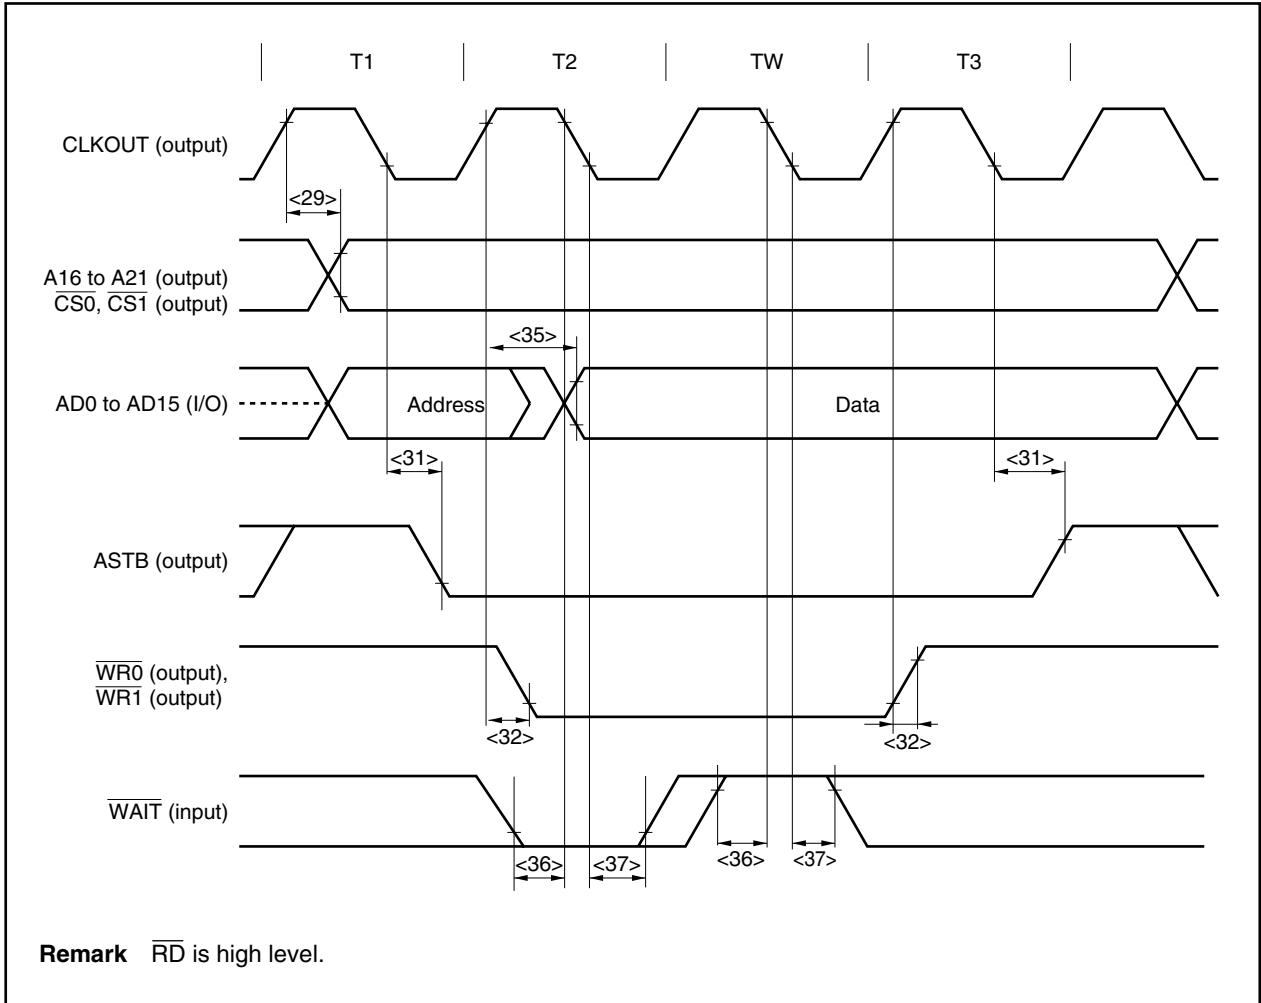 T1 T2 TW T3
CLKOUT (output)
<29>
A16 to A21 (output)
CS0, CS1 (output)
<35>
AD0 to AD15 (I/O)
Address
Data
<31> <31>
ASTB (output)
WR0 (output),
WR1 (output)
<32> <32>
WAIT (input)
<36> <37> <36> <37>
Remark RD is high level.